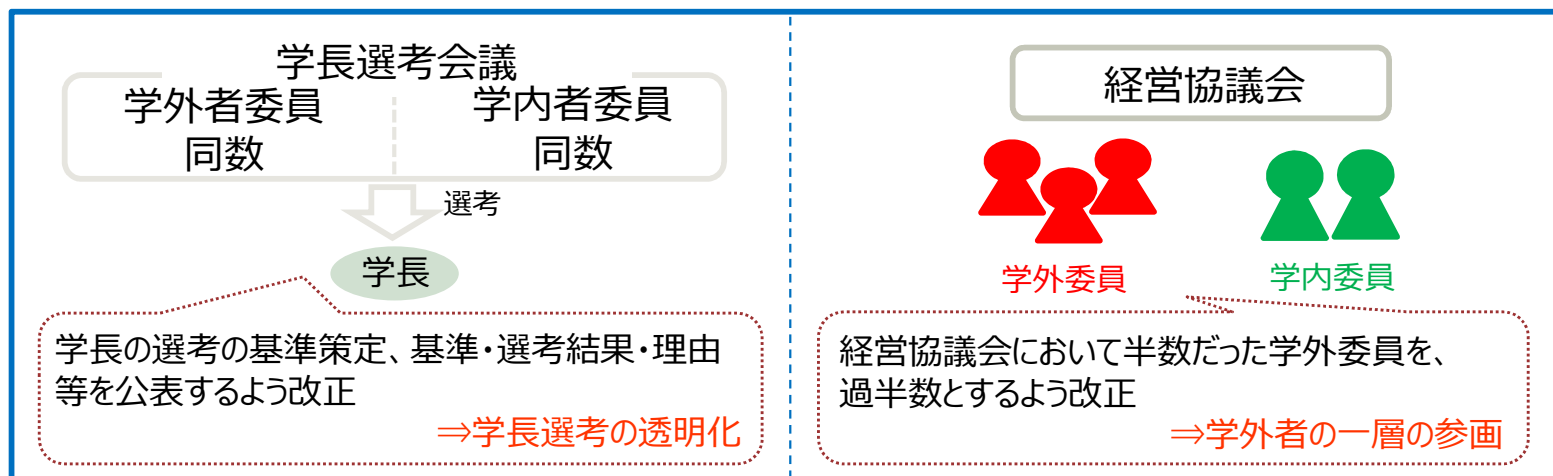 学長選考会議
学外者委員
同数
学内者委員
同数
選考
学長
学長の選考の基準策定、基準・選考結果・理由
等を公表するよう改正
⇒学長選考の透明化
経営協議会
学外委員
学内委員
経営協議会において半数だった学外委員を、
過半数とするよう改正
⇒学外者の一層の参画